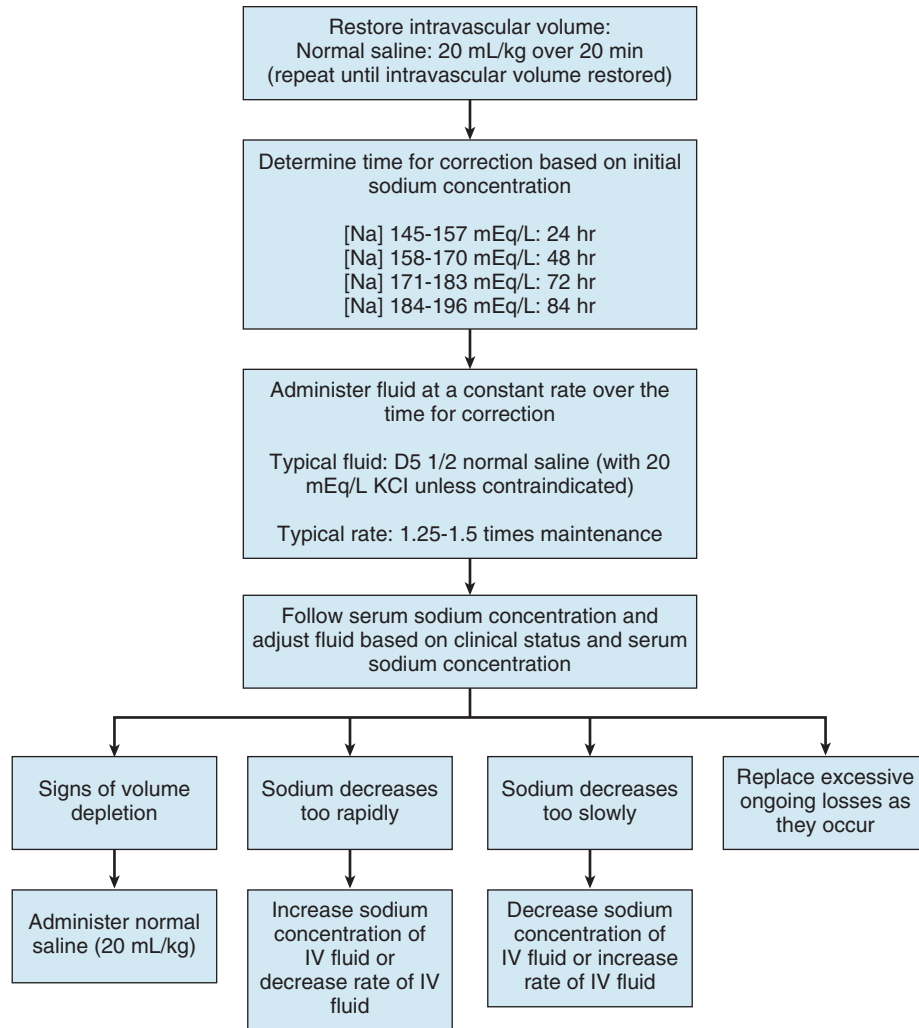 Restore intravascular volume:
Normal saline: 20 mL/kg over 20 min
(repeat until intravascular volume restored)
Determine time for correction based on initial
sodium concentration
[Na] 145-157 mEq/L: 24 hr
[Na] 158-170 mEq/L: 48 hr
[Na] 171-183 mEq/L: 72 hr
[Na] 184-196 mEq/L: 84 hr
Administer fluid at a constant rate over the
time for correction
Typical fluid: D5 1/2 normal saline (with 20
mEq/L KCl unless contraindicated)
Typical rate: 1.25-1.5 times maintenance
Follow serum sodium concentration and
adjust fluid based on clinical status and serum
sodium concentration
Signs of volume
depletion
Administer normal
saline (20 mL/kg)
Sodium decreases
too rapidly
Increase sodium
concentration of
IV fluid or
decrease rate of IV
fluid
Sodium decreases
too slowly
Decrease sodium
concentration of
IV fluid or increase
rate of IV fluid
Replace excessive
ongoing losses as
they occur